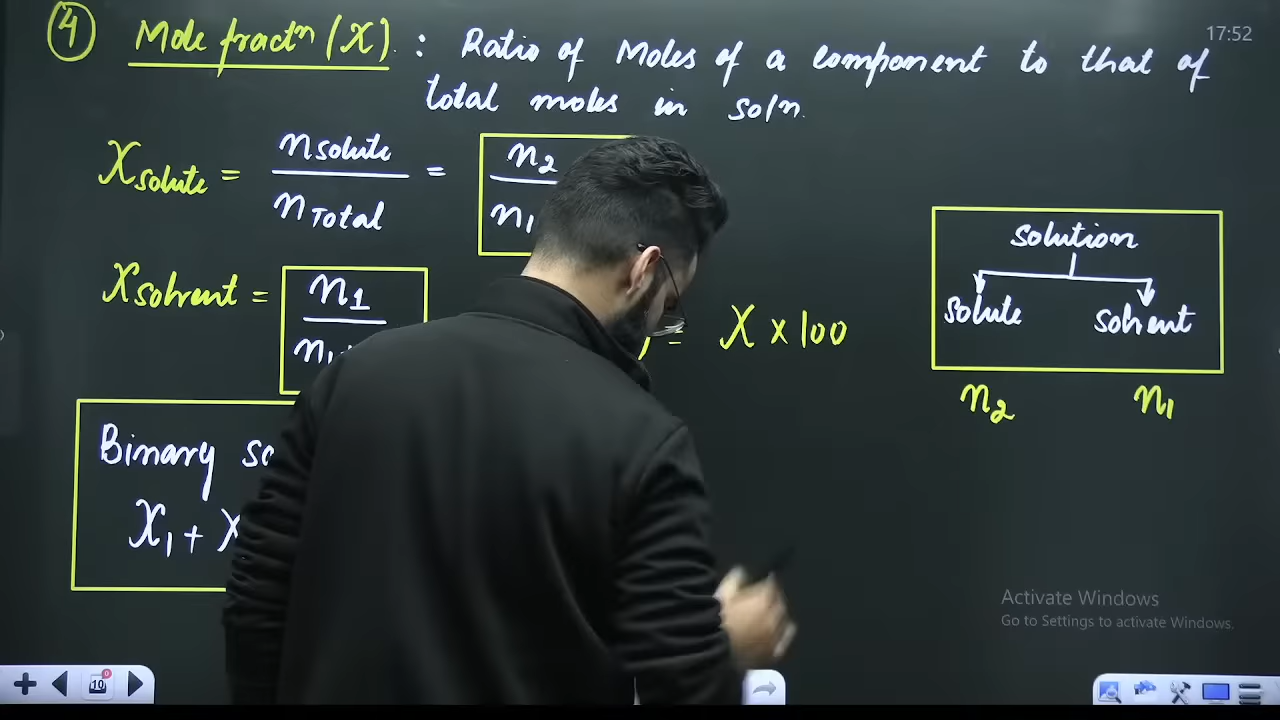 4 Mole fractⁿ (X) : Ratio of Moles of a component to that of
total moles in solⁿ.
17:52
Xsolute = nsolute / nTotal = n2 / n1
Xsolvent = n1 / n1
= X × 100
solution
solute solvent
n2 n1
Binary
X1 +
Activate Windows
Go to Settings to activate Windows.
10